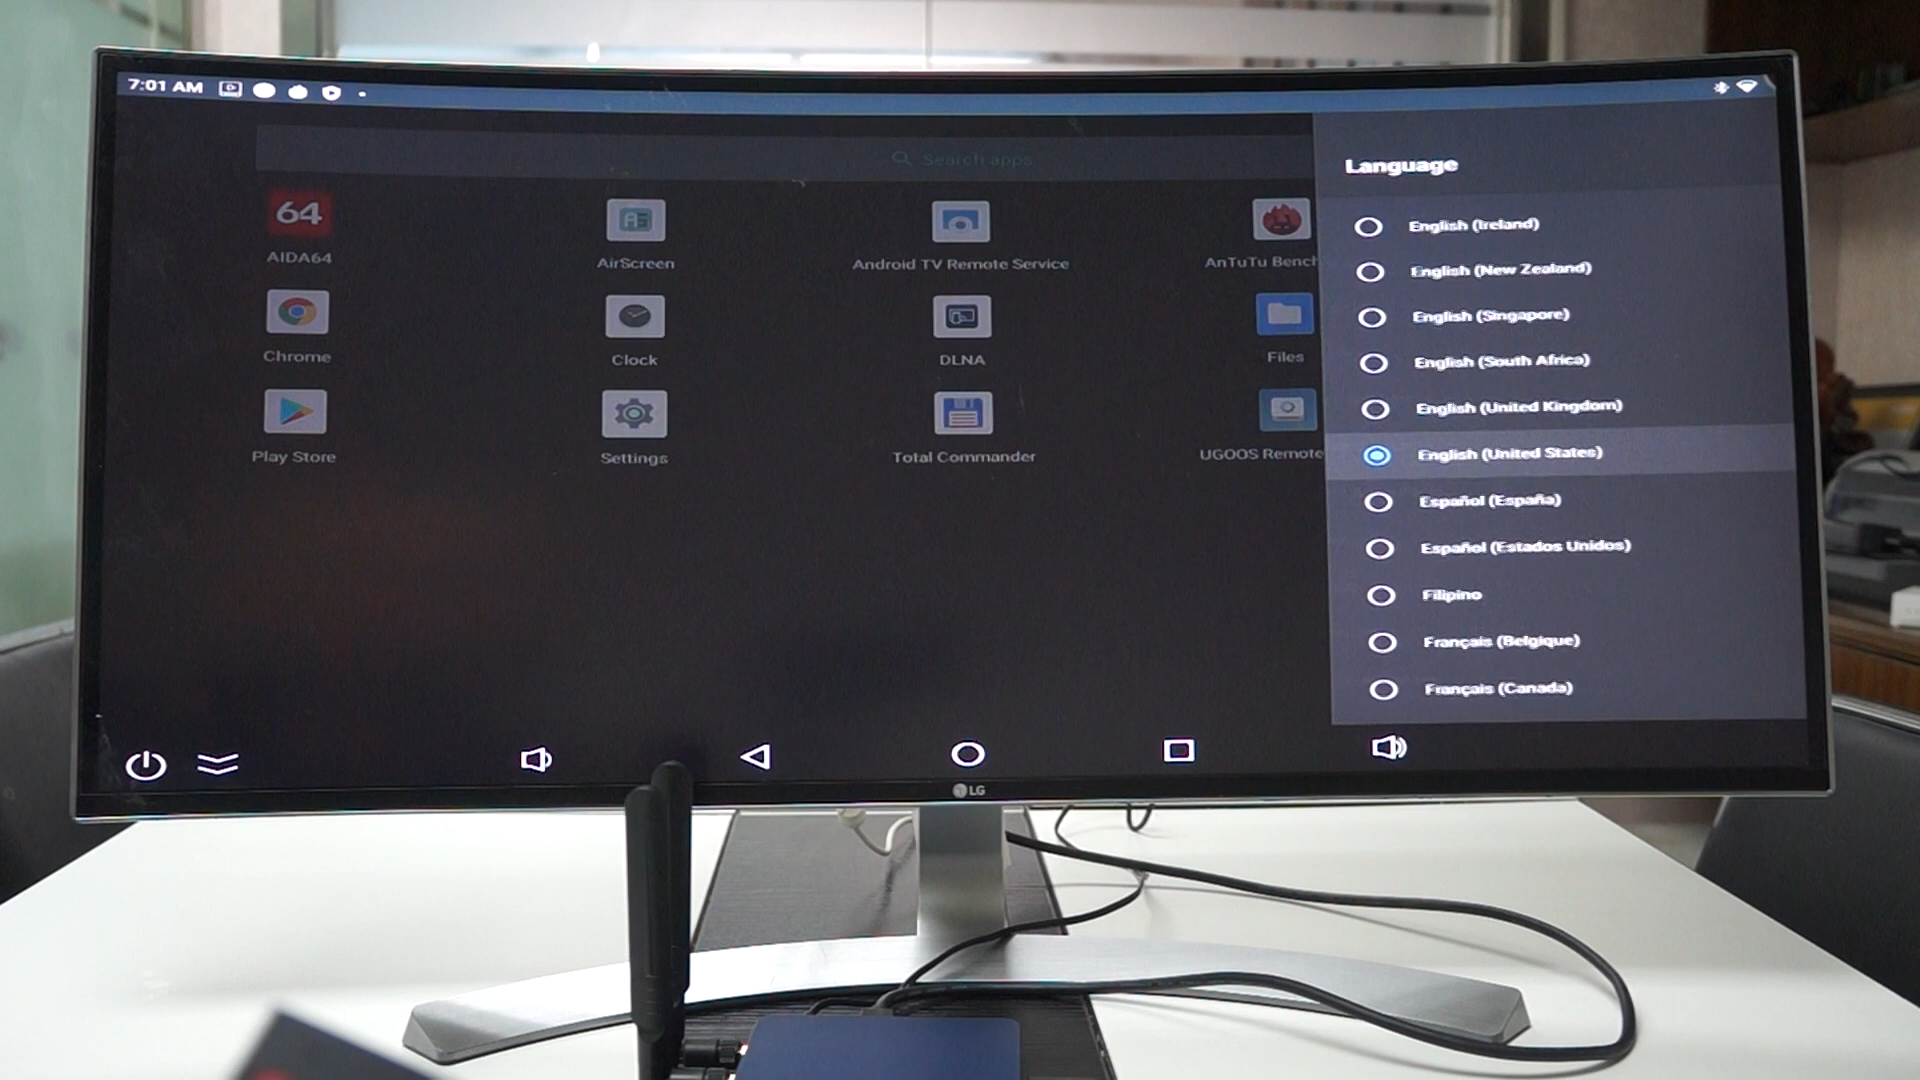 7:01 AM
Search apps
64
AIDA64
AirScreen
Android TV Remote Service
AnTuTu Bench
Chrome
Clock
DLNA
Files
Play Store
Settings
Total Commander
UGOOS Remote
Language
English (Ireland)
English (New Zealand)
English (Singapore)
English (South Africa)
English (United Kingdom)
English (United States)
Español (España)
Español (Estados Unidos)
Filipino
Français (Belgique)
Français (Canada)
LG